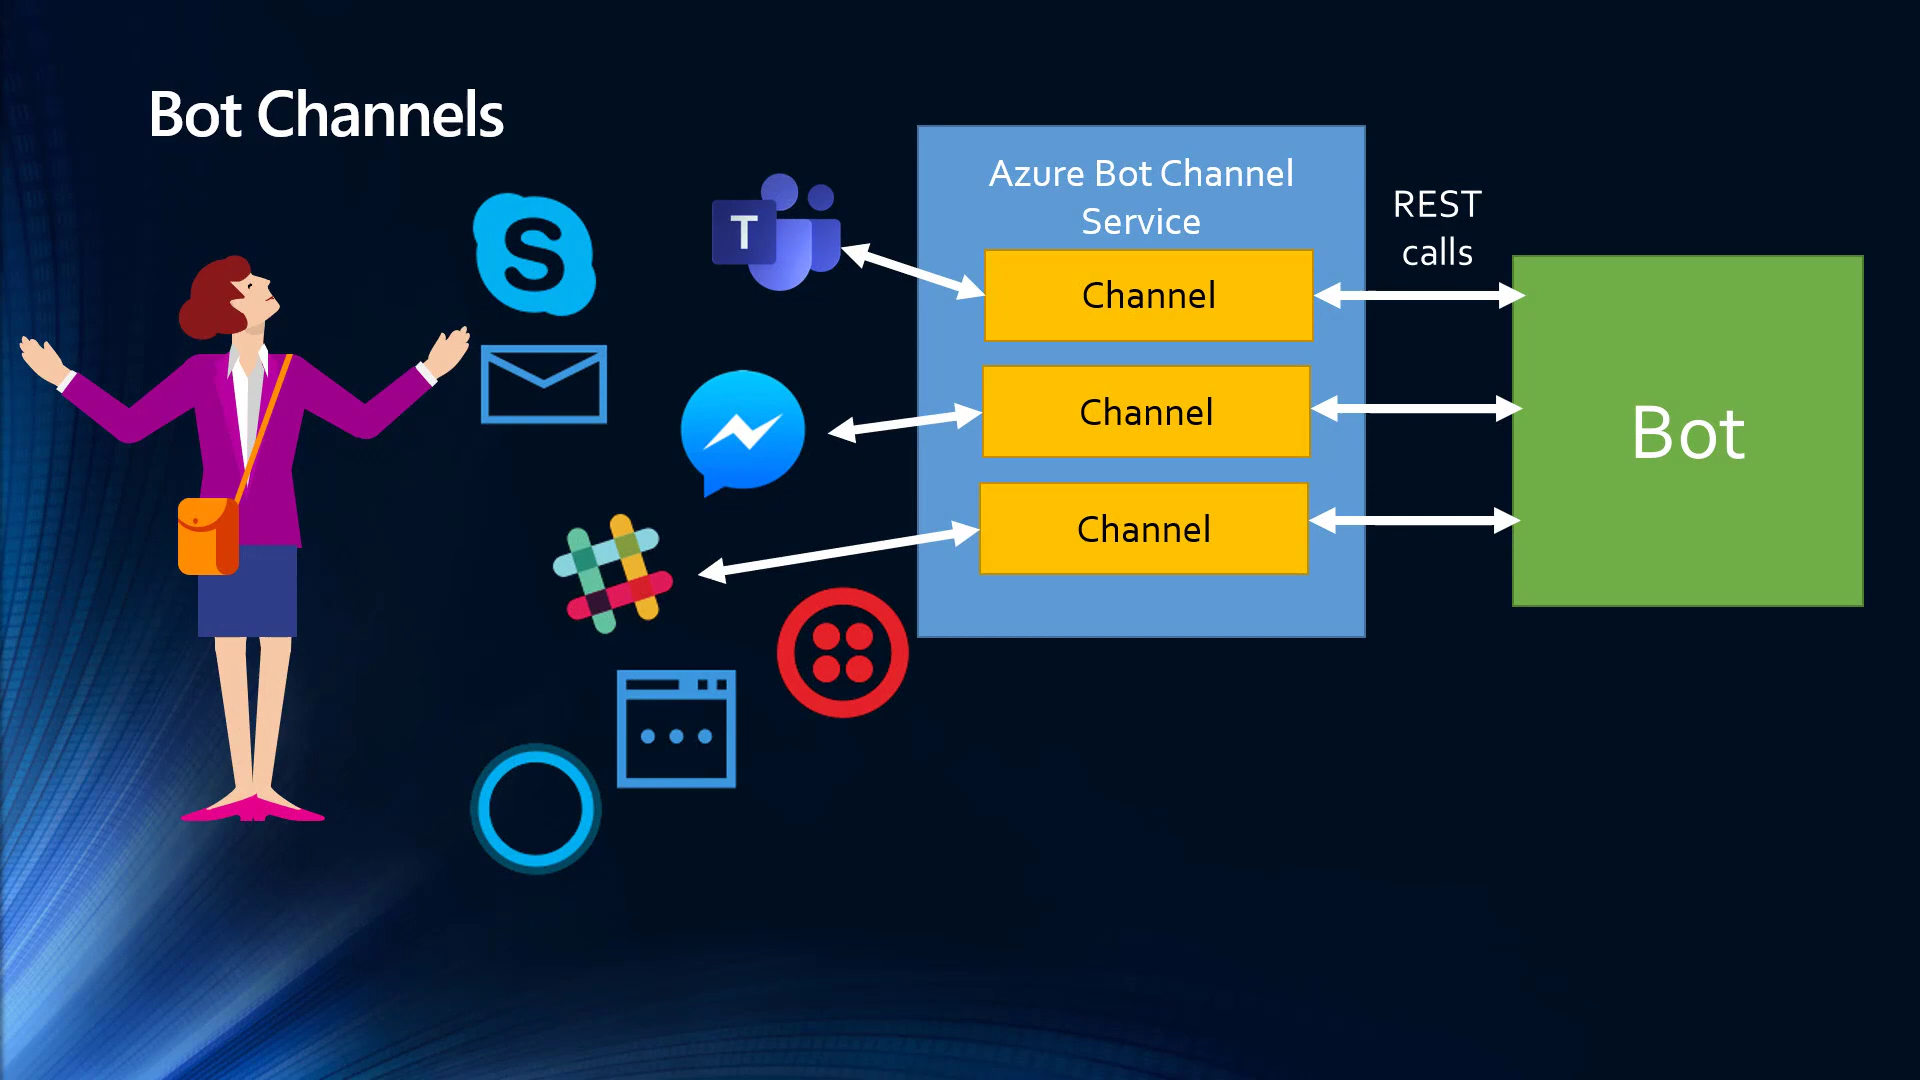 Bot Channels
S
T
Azure Bot Channel
Service
REST
calls
Channel
Channel
Channel
Bot